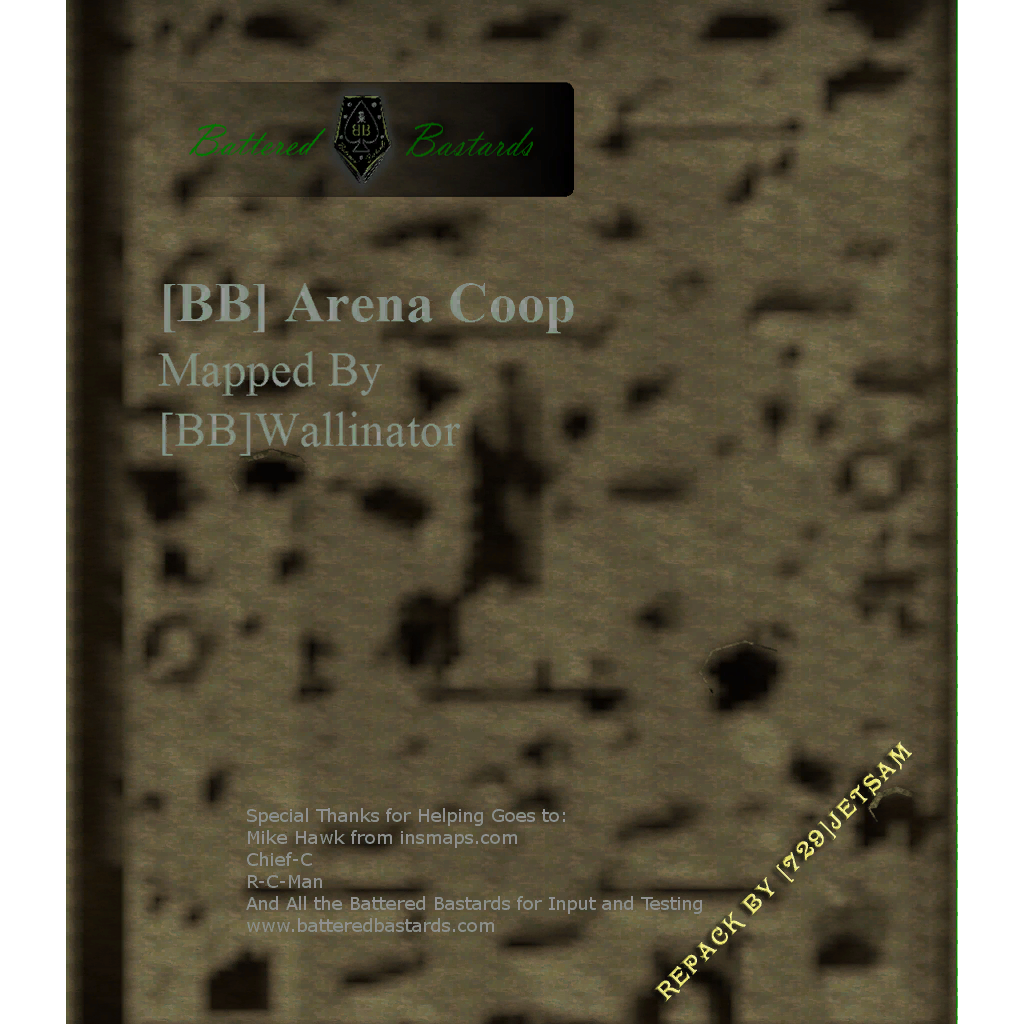 Battered Bastards
BB
[BB] Arena Coop
Mapped By
[BB]Wallinator
Special Thanks for Helping Goes to:
Mike Hawk from insmaps.com
Chief-C
R-C-Man
And All the Battered Bastards for Input and Testing
www.batteredbastards.com
REPACK BY [729]JETSAM